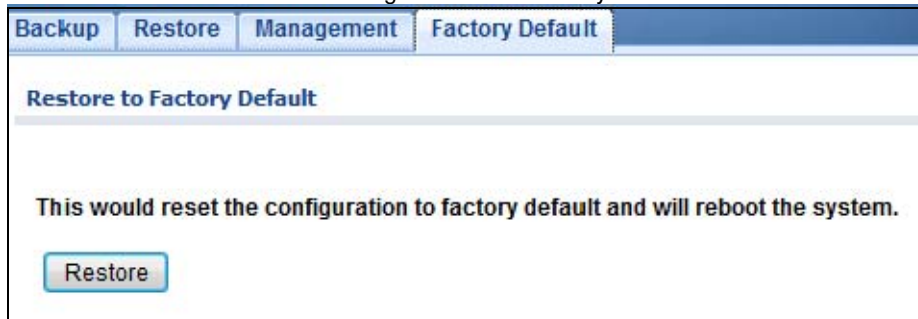 Backup Restore Management Factory Default
Restore to Factory Default
This would reset the configuration to factory default and will reboot the system.
Restore